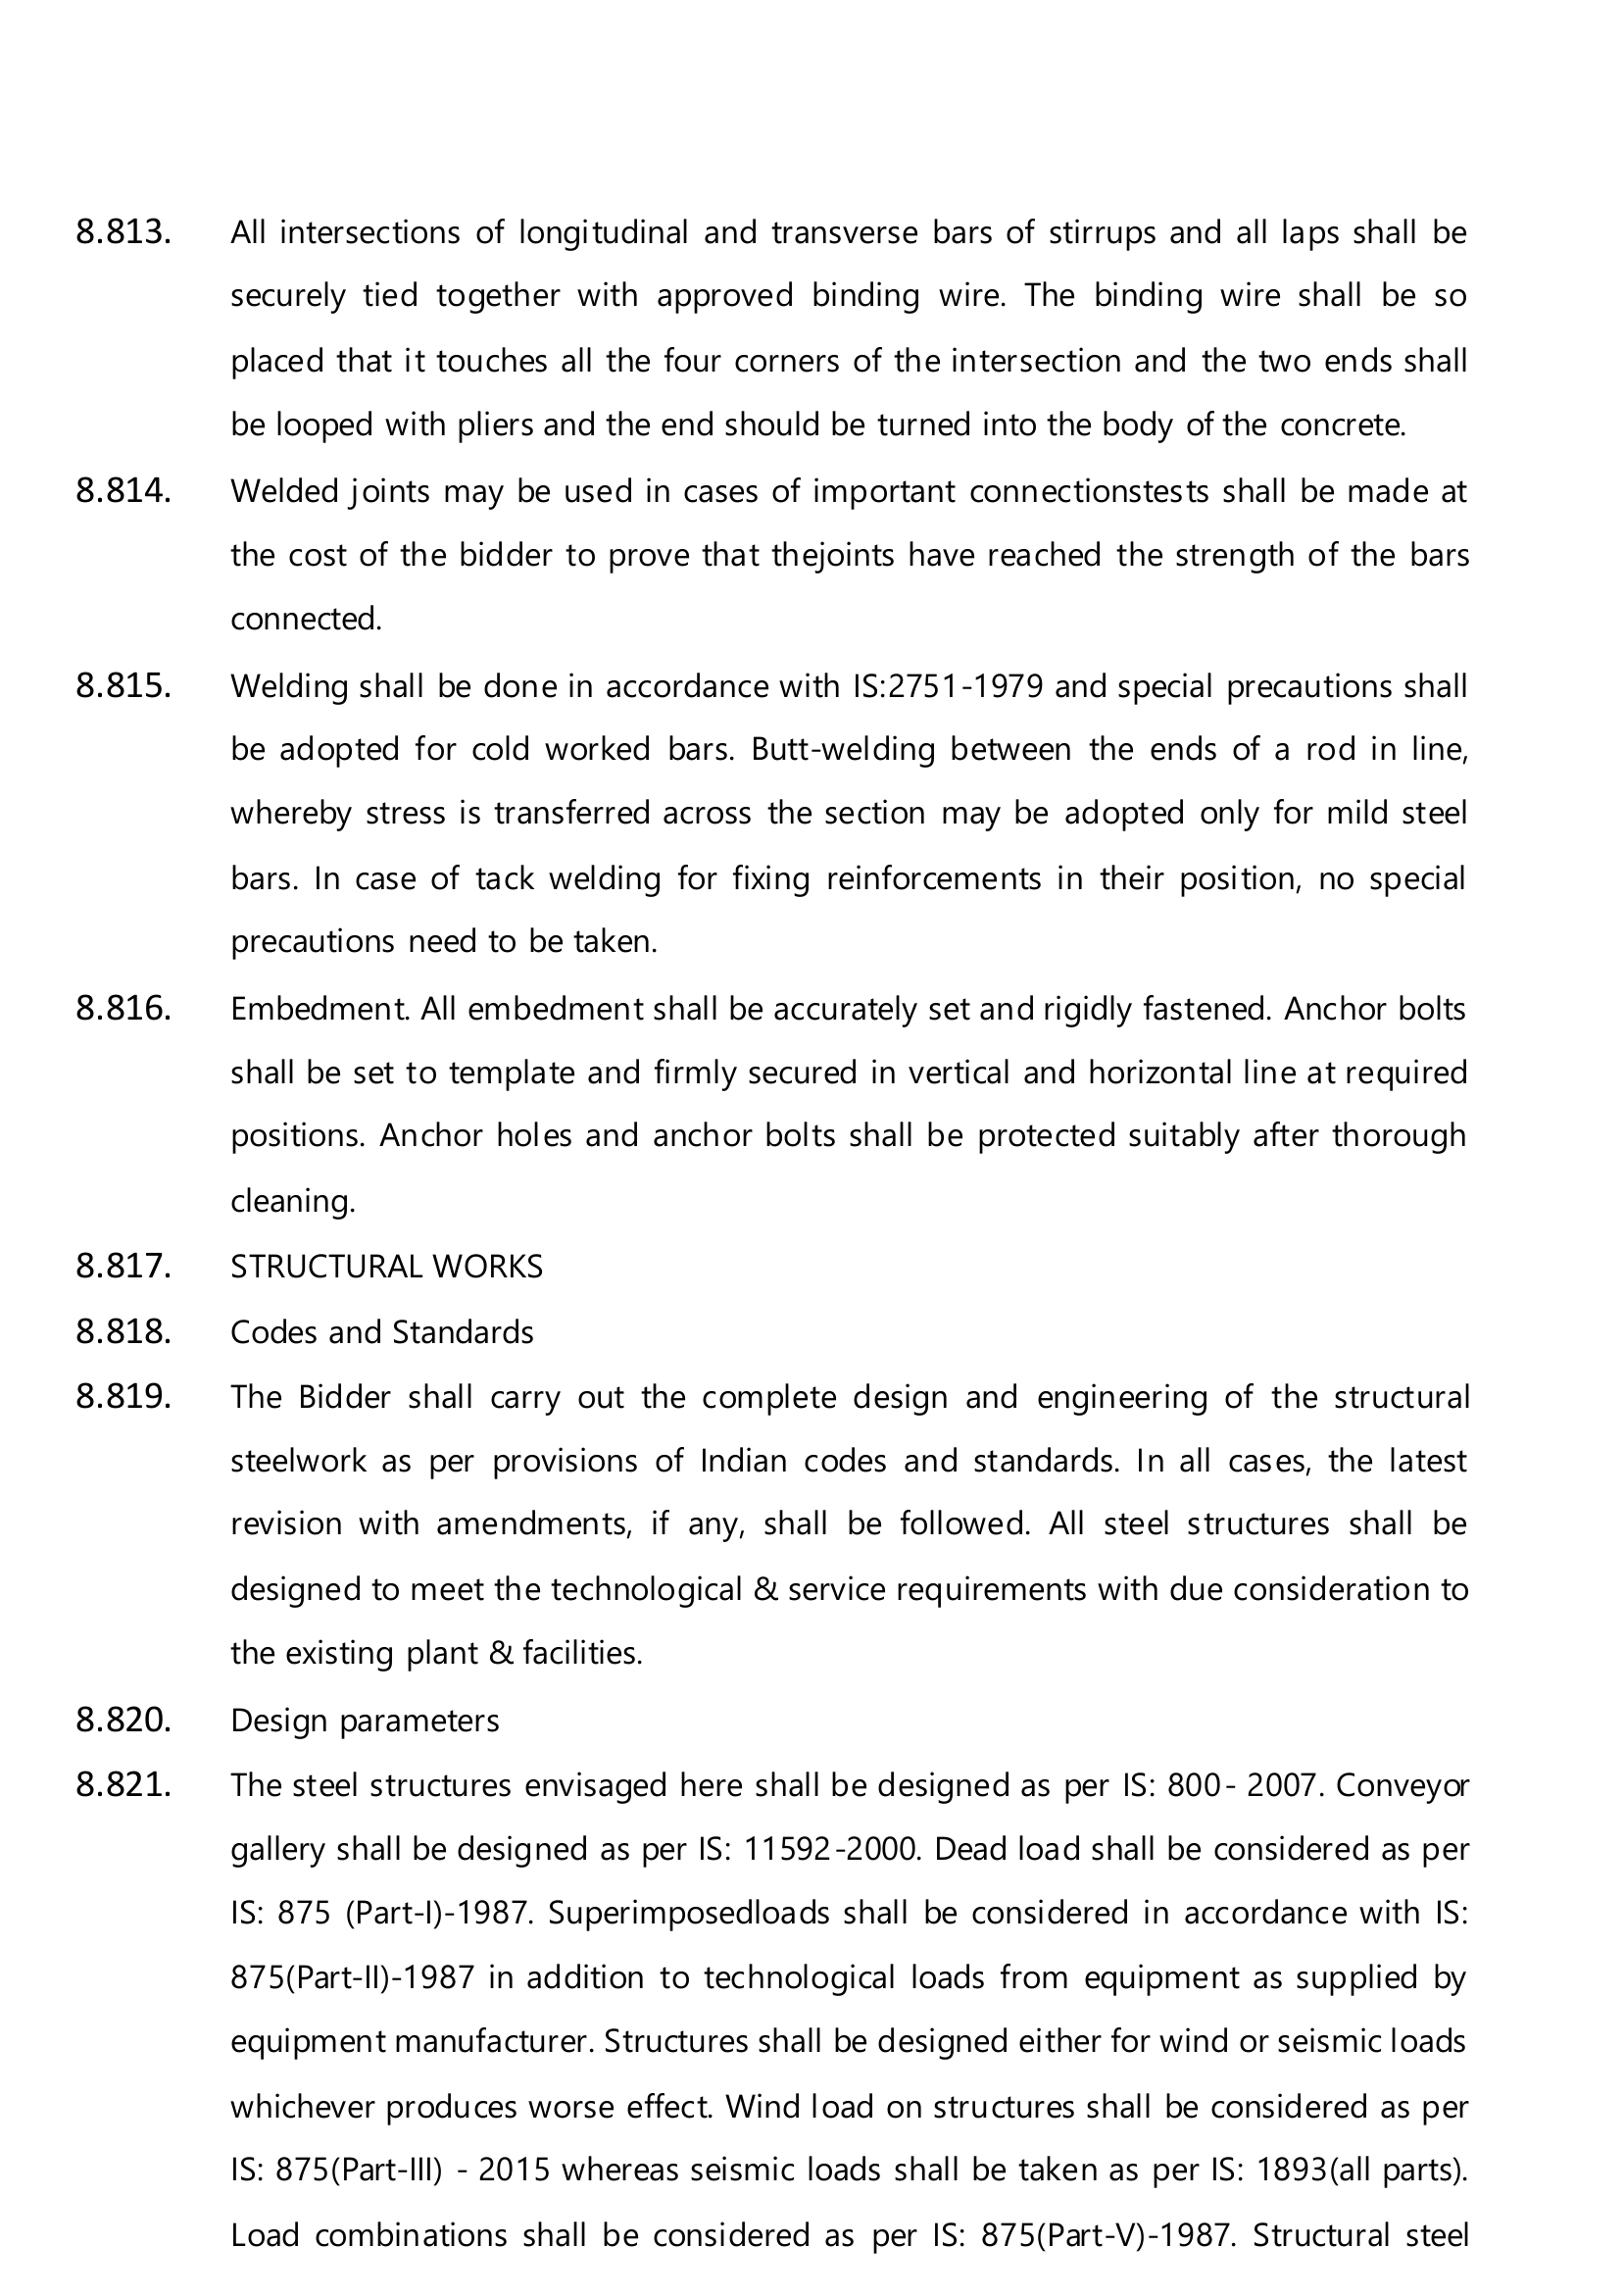 8.813. All intersections of longitudinal and transverse bars of stirrups and all laps shall be
securely tied together with approved binding wire. The binding wire shall be so
placed that it touches all the four corners of the intersection and the two ends shall
be looped with pliers and the end should be turned into the body of the concrete.
8.814. Welded joints may be used in cases of important connectionstests shall be made at
the cost of the bidder to prove that thejoints have reached the strength of the bars
connected.
8.815. Welding shall be done in accordance with IS:2751-1979 and special precautions shall
be adopted for cold worked bars. Butt-welding between the ends of a rod in line,
whereby stress is transferred across the section may be adopted only for mild steel
bars. In case of tack welding for fixing reinforcements in their position, no special
precautions need to be taken.
8.816. Embedment. All embedment shall be accurately set and rigidly fastened. Anchor bolts
shall be set to template and firmly secured in vertical and horizontal line at required
positions. Anchor holes and anchor bolts shall be protected suitably after thorough
cleaning.
8.817. STRUCTURAL WORKS
8.818. Codes and Standards
8.819. The Bidder shall carry out the complete design and engineering of the structural
steelwork as per provisions of Indian codes and standards. In all cases, the latest
revision with amendments, if any, shall be followed. All steel structures shall be
designed to meet the technological & service requirements with due consideration to
the existing plant & facilities.
8.820. Design parameters
8.821. The steel structures envisaged here shall be designed as per IS: 800- 2007. Conveyor
gallery shall be designed as per IS: 11592-2000. Dead load shall be considered as per
IS: 875 (Part-I)-1987. Superimposedloads shall be considered in accordance with IS:
875(Part-II)-1987 in addition to technological loads from equipment as supplied by
equipment manufacturer. Structures shall be designed either for wind or seismic loads
whichever produces worse effect. Wind load on structures shall be considered as per
IS: 875(Part-III) - 2015 whereas seismic loads shall be taken as per IS: 1893(all parts).
Load combinations shall be considered as per IS: 875(Part-V)-1987. Structural steel